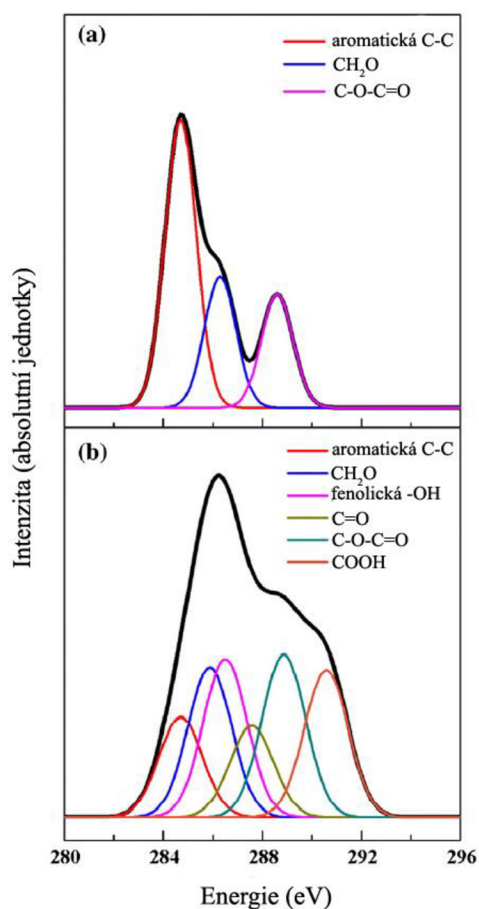 (a)
aromatická C-C
CH₂O
C-O-C=O
Intenzita (absolutní jednotky)
(b)
aromatická C-C
CH₂O
fenolická -OH
C=O
C-O-C=O
COOH
280 284 288 292 296
Energie (eV)